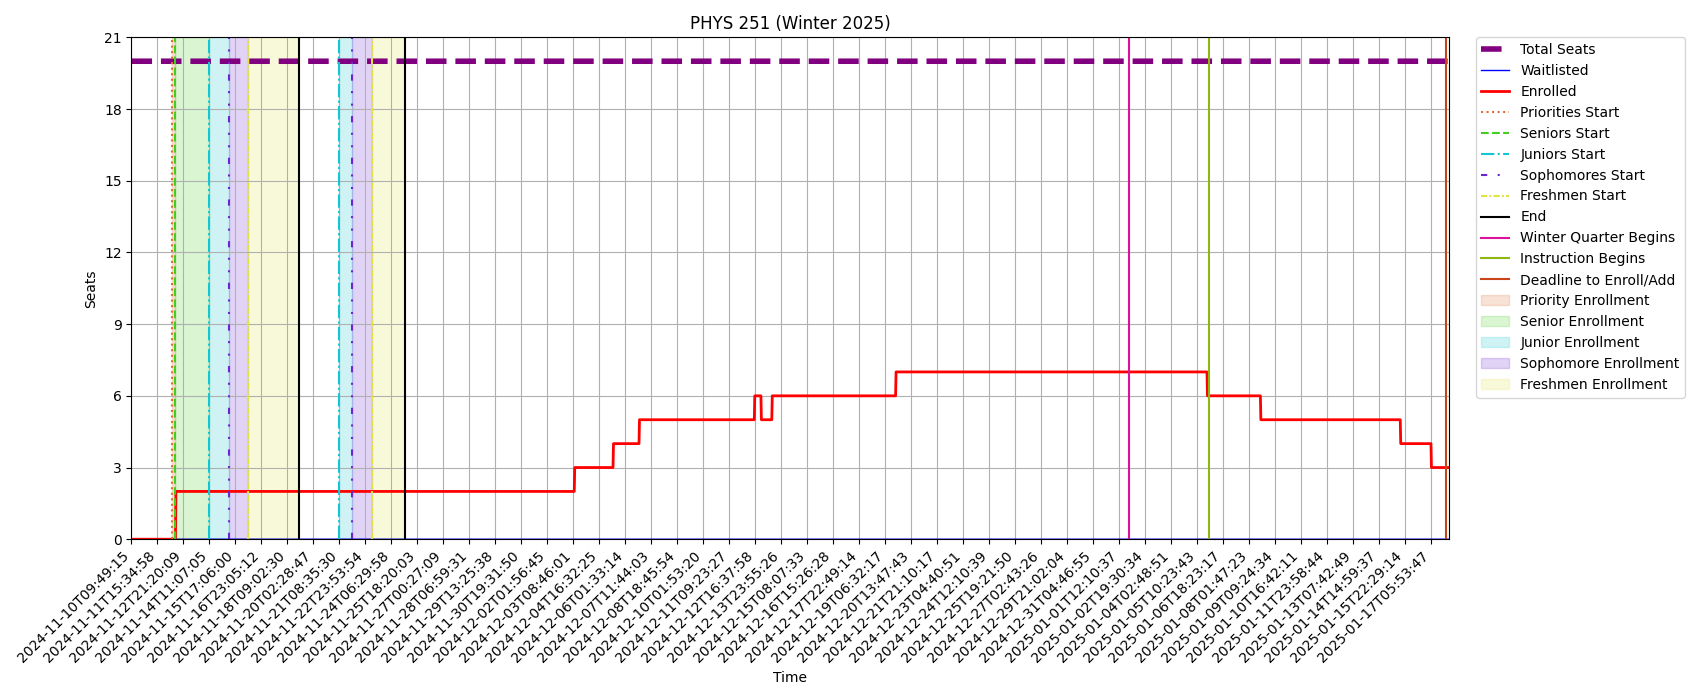 PHYS 251 (Winter 2025)
Seats
21
18
15
12
9
6
3
0
2024-11-10T09:49:15
2024-11-11T15:34:58
2024-11-12T21:20:09
2024-11-14T11:07:05
2024-11-15T17:06:00
2024-11-16T23:05:12
2024-11-18T09:02:30
2024-11-20T02:28:47
2024-11-21T08:35:30
2024-11-22T23:53:54
2024-11-24T06:29:58
2024-11-25T18:20:03
2024-11-27T00:27:09
2024-11-28T06:59:31
2024-11-29T13:25:38
2024-11-30T19:31:50
2024-12-02T01:56:45
2024-12-03T08:46:01
2024-12-04T16:32:25
2024-12-06T01:33:14
2024-12-07T11:44:03
2024-12-08T18:45:54
2024-12-10T01:53:20
2024-12-11T09:23:27
2024-12-12T16:37:58
2024-12-13T23:55:26
2024-12-15T08:07:33
2024-12-16T15:26:28
2024-12-17T22:49:14
2024-12-19T06:32:17
2024-12-20T13:47:43
2024-12-21T21:10:17
2024-12-23T04:40:51
2024-12-24T12:10:39
2024-12-25T19:21:50
2024-12-27T02:43:26
2024-12-29T21:02:04
2024-12-31T04:46:55
2025-01-01T12:10:37
2025-01-02T19:30:34
2025-01-04T02:48:51
2025-01-05T10:23:43
2025-01-06T18:23:17
2025-01-08T01:47:23
2025-01-09T09:24:34
2025-01-10T16:42:11
2025-01-11T23:58:44
2025-01-13T07:42:49
2025-01-14T14:59:37
2025-01-15T22:29:14
2025-01-17T05:53:47
Time
Total Seats
Waitlisted
Enrolled
Priorities Start
Seniors Start
Juniors Start
Sophomores Start
Freshmen Start
End
Winter Quarter Begins
Instruction Begins
Deadline to Enroll/Add
Priority Enrollment
Senior Enrollment
Junior Enrollment
Sophomore Enrollment
Freshmen Enrollment